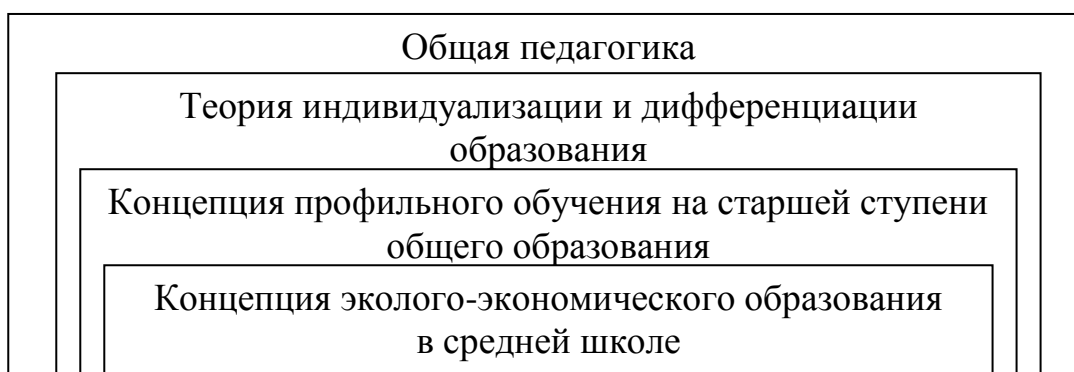 Общая педагогика
Теория индивидуализации и дифференциации
образования
Концепция профильного обучения на старшей ступени
общего образования
Концепция эколого-экономического образования
в средней школе